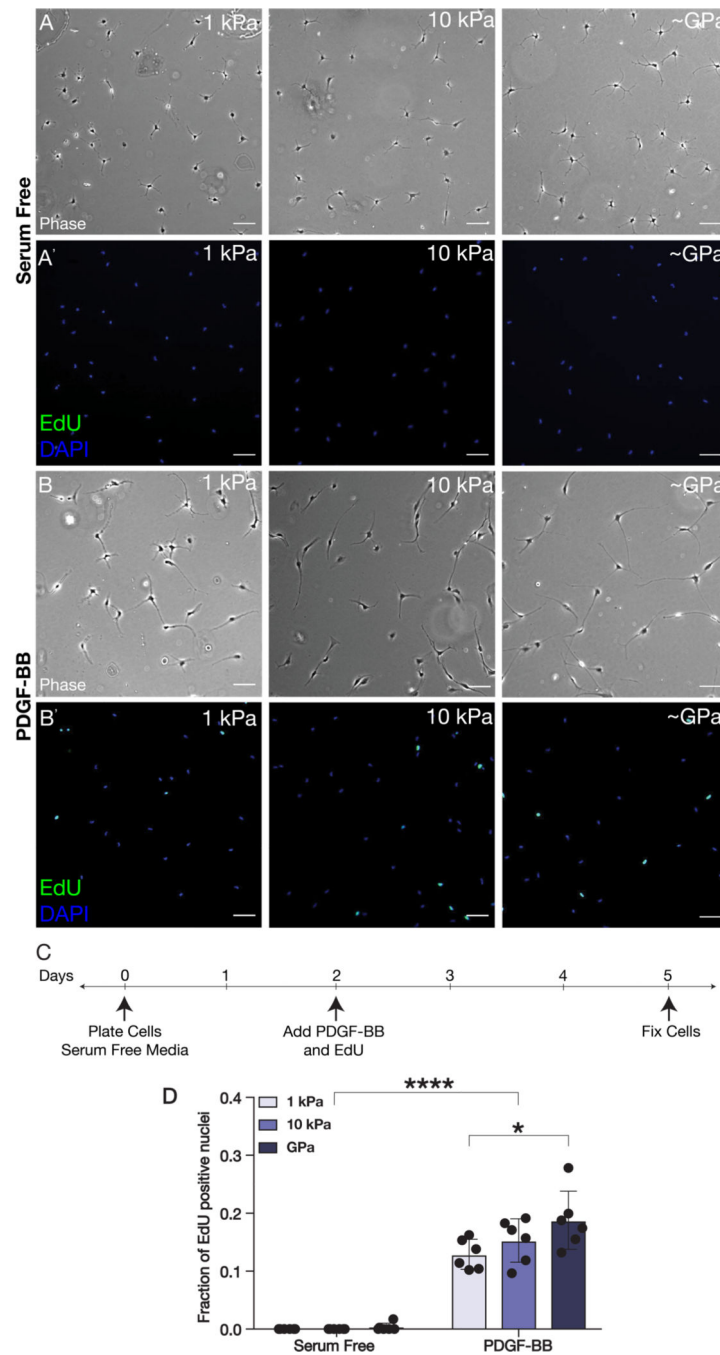 Serum Free
A
1 kPa
10 kPa
~GPa
Phase
A'
1 kPa
10 kPa
~GPa
EdU
DAPI
PDGF-BB
B
1 kPa
10 kPa
~GPa
Phase
B'
1 kPa
10 kPa
~GPa
EdU
DAPI
C
Days 0 1 2 3 4 5
Plate Cells
Serum Free Media
Add PDGF-BB
and EdU
Fix Cells
D
Fraction of EdU positive nuclei
0.4
0.3
0.2
0.1
0.0
1 kPa
10 kPa
GPa
****
*
Serum Free
PDGF-BB